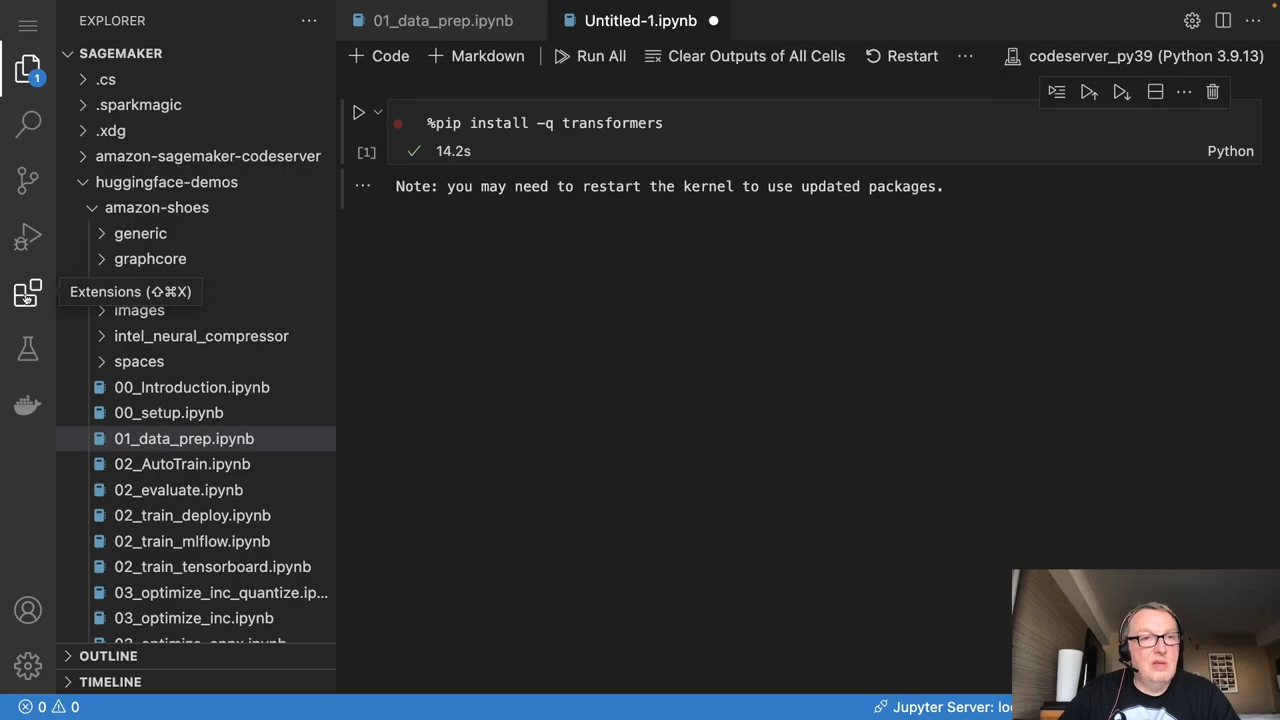 EXPLORER
SAGEMAKER
.cs
.sparkmagic
.xdg
amazon-sagemaker-codeserver
huggingface-demos
amazon-shoes
generic
graphcore
Extensions (⇧⌘X)
images
intel_neural_compressor
spaces
00_Introduction.ipynb
00_setup.ipynb
01_data_prep.ipynb
02_AutoTrain.ipynb
02_evaluate.ipynb
02_train_deploy.ipynb
02_train_mlflow.ipynb
02_train_tensorboard.ipynb
03_optimize_inc_quantize.ip...
03_optimize_inc.ipynb
OUTLINE
TIMELINE
1
0 0
01_data_prep.ipynb Untitled-1.ipynb
Code Markdown Run All Clear Outputs of All Cells Restart codeserver_py39 (Python 3.9.13)
%pip install -q transformers
[1] 14.2s Python
Note: you may need to restart the kernel to use updated packages.
Jupyter Server: